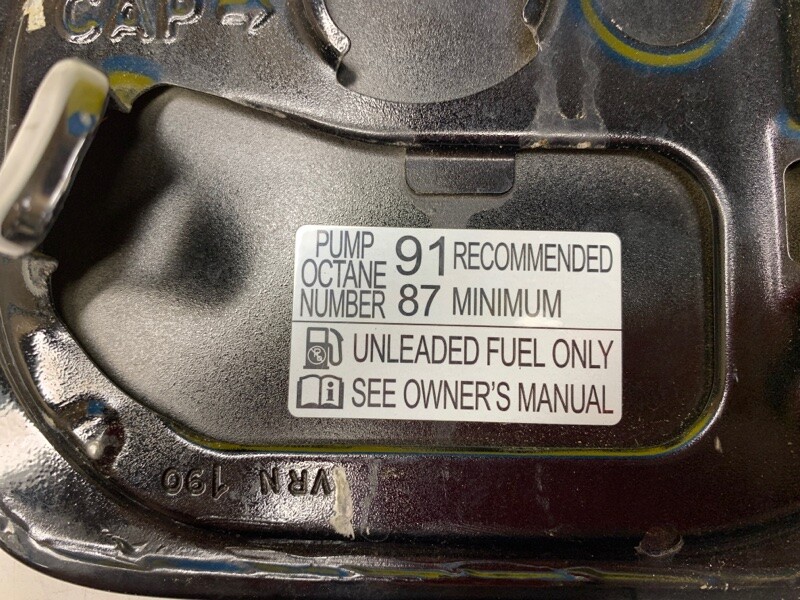 CAP →
PUMP OCTANE NUMBER
91 RECOMMENDED
87 MINIMUM
UNLEADED FUEL ONLY
SEE OWNER'S MANUAL
VRN 190